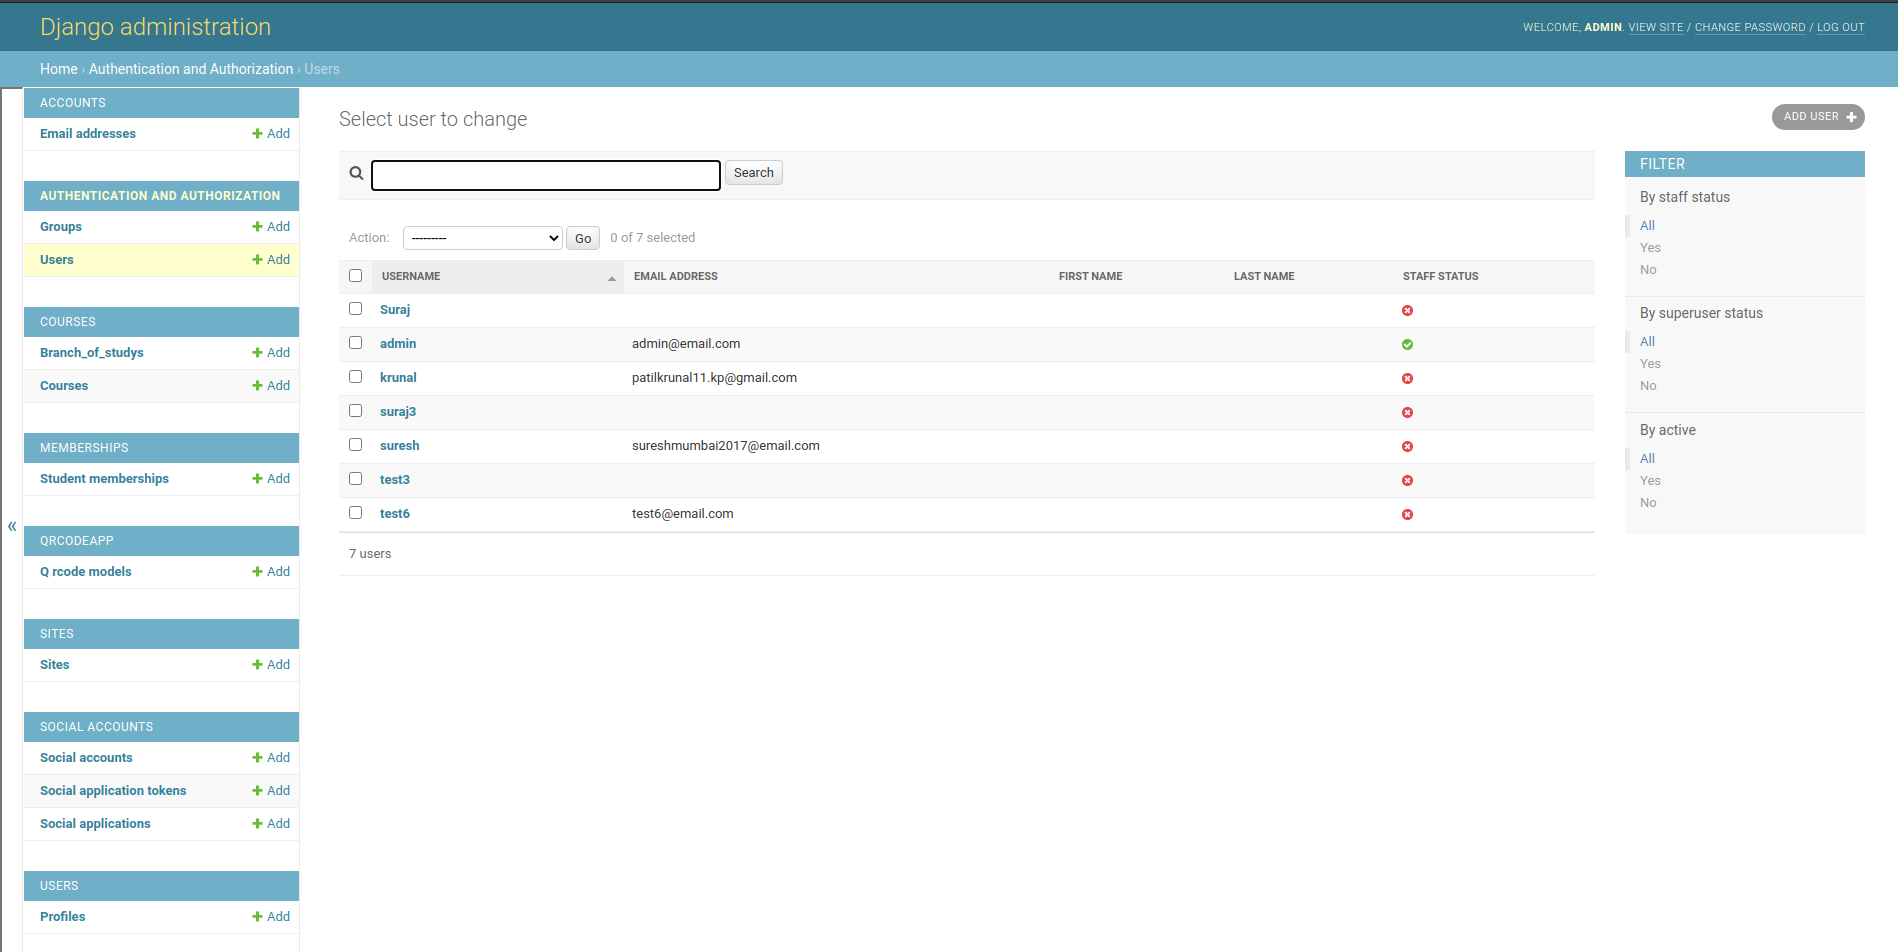 Django administration
WELCOME, ADMIN. VIEW SITE / CHANGE PASSWORD / LOG OUT
Home › Authentication and Authorization › Users
ACCOUNTS
Email addresses Add
AUTHENTICATION AND AUTHORIZATION
Groups Add
Users Add
COURSES
Branch_of_studys Add
Courses Add
MEMBERSHIPS
Student memberships Add
QRCODEAPP
Q rcode models Add
SITES
Sites Add
SOCIAL ACCOUNTS
Social accounts Add
Social application tokens Add
Social applications Add
USERS
Profiles Add
«
Select user to change
ADD USER
Search
Action: --------- Go 0 of 7 selected
USERNAME EMAIL ADDRESS FIRST NAME LAST NAME STAFF STATUS
Suraj
admin admin@email.com
krunal patilkrunal11.kp@gmail.com
suraj3
suresh sureshmumbai2017@email.com
test3
test6 test6@email.com
7 users
FILTER
By staff status
All
Yes
No
By superuser status
All
Yes
No
By active
All
Yes
No